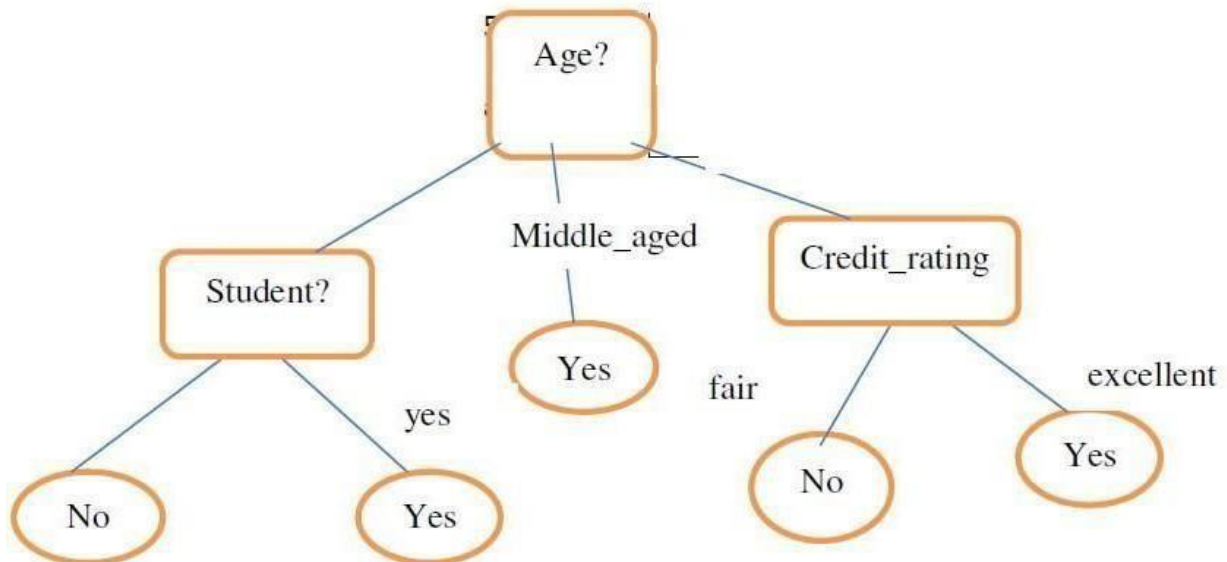 Age?
Middle_aged
Credit_rating
Student?
Yes
fair
excellent
yes
Yes
No
No
Yes